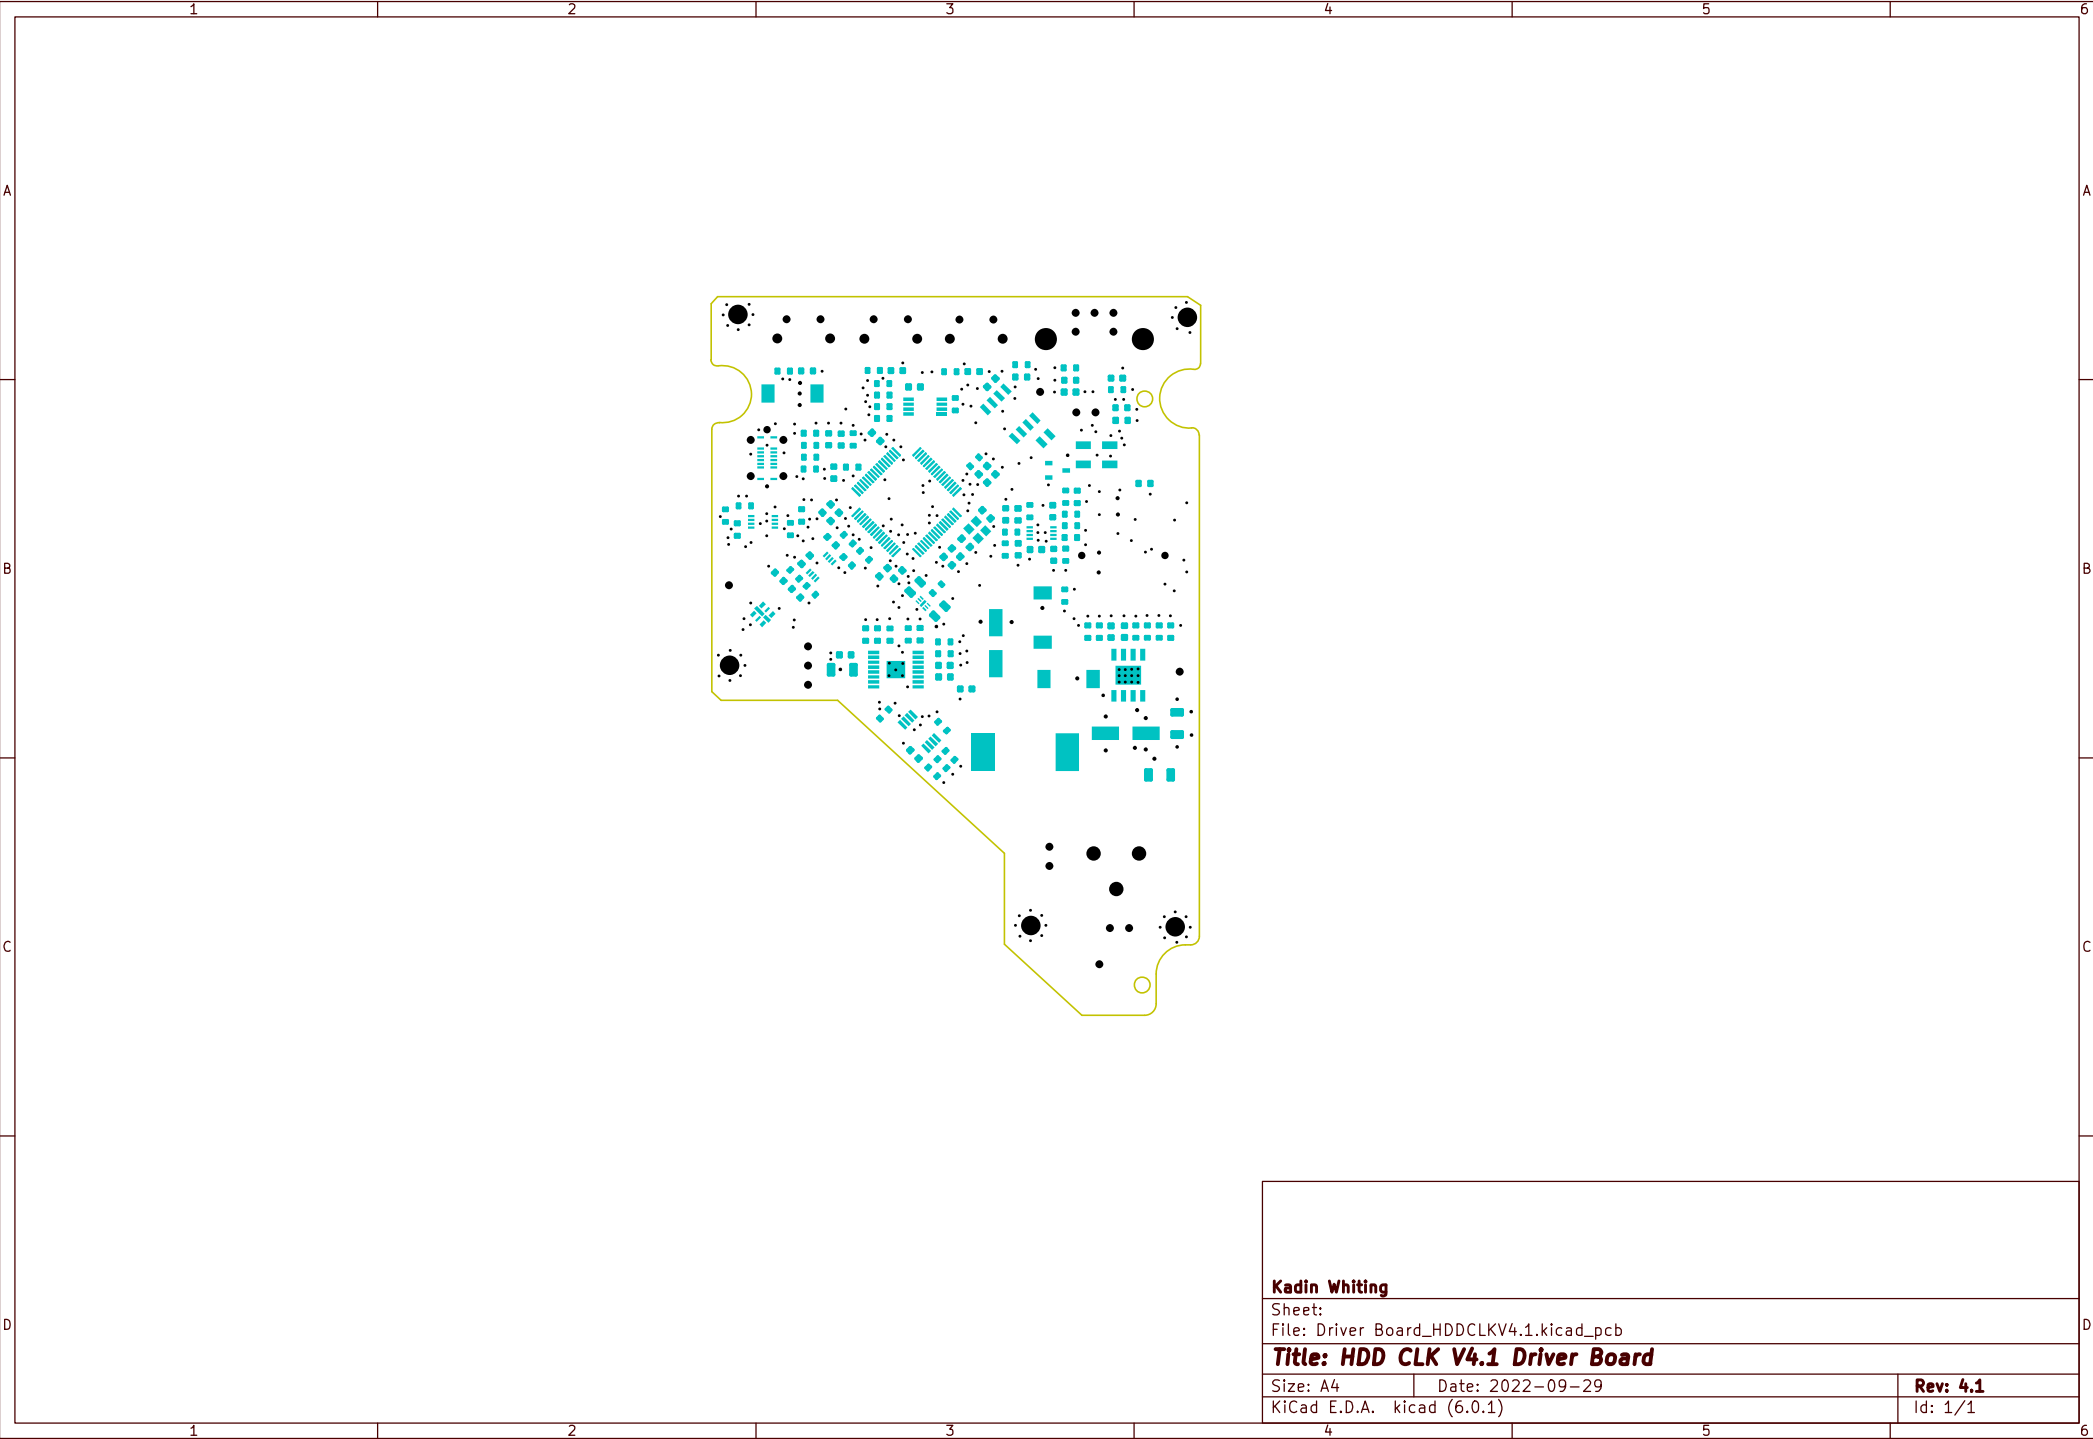 1 2 3 4 5 6
A A
B B
C C
D D
Kadin Whiting
Sheet:
File: Driver Board_HDDCLKV4.1.kicad_pcb
Title: HDD CLK V4.1 Driver Board
Size: A4 Date: 2022-09-29 Rev: 4.1
KiCad E.D.A. kicad (6.0.1) Id: 1/1
1 2 3 4 5 6